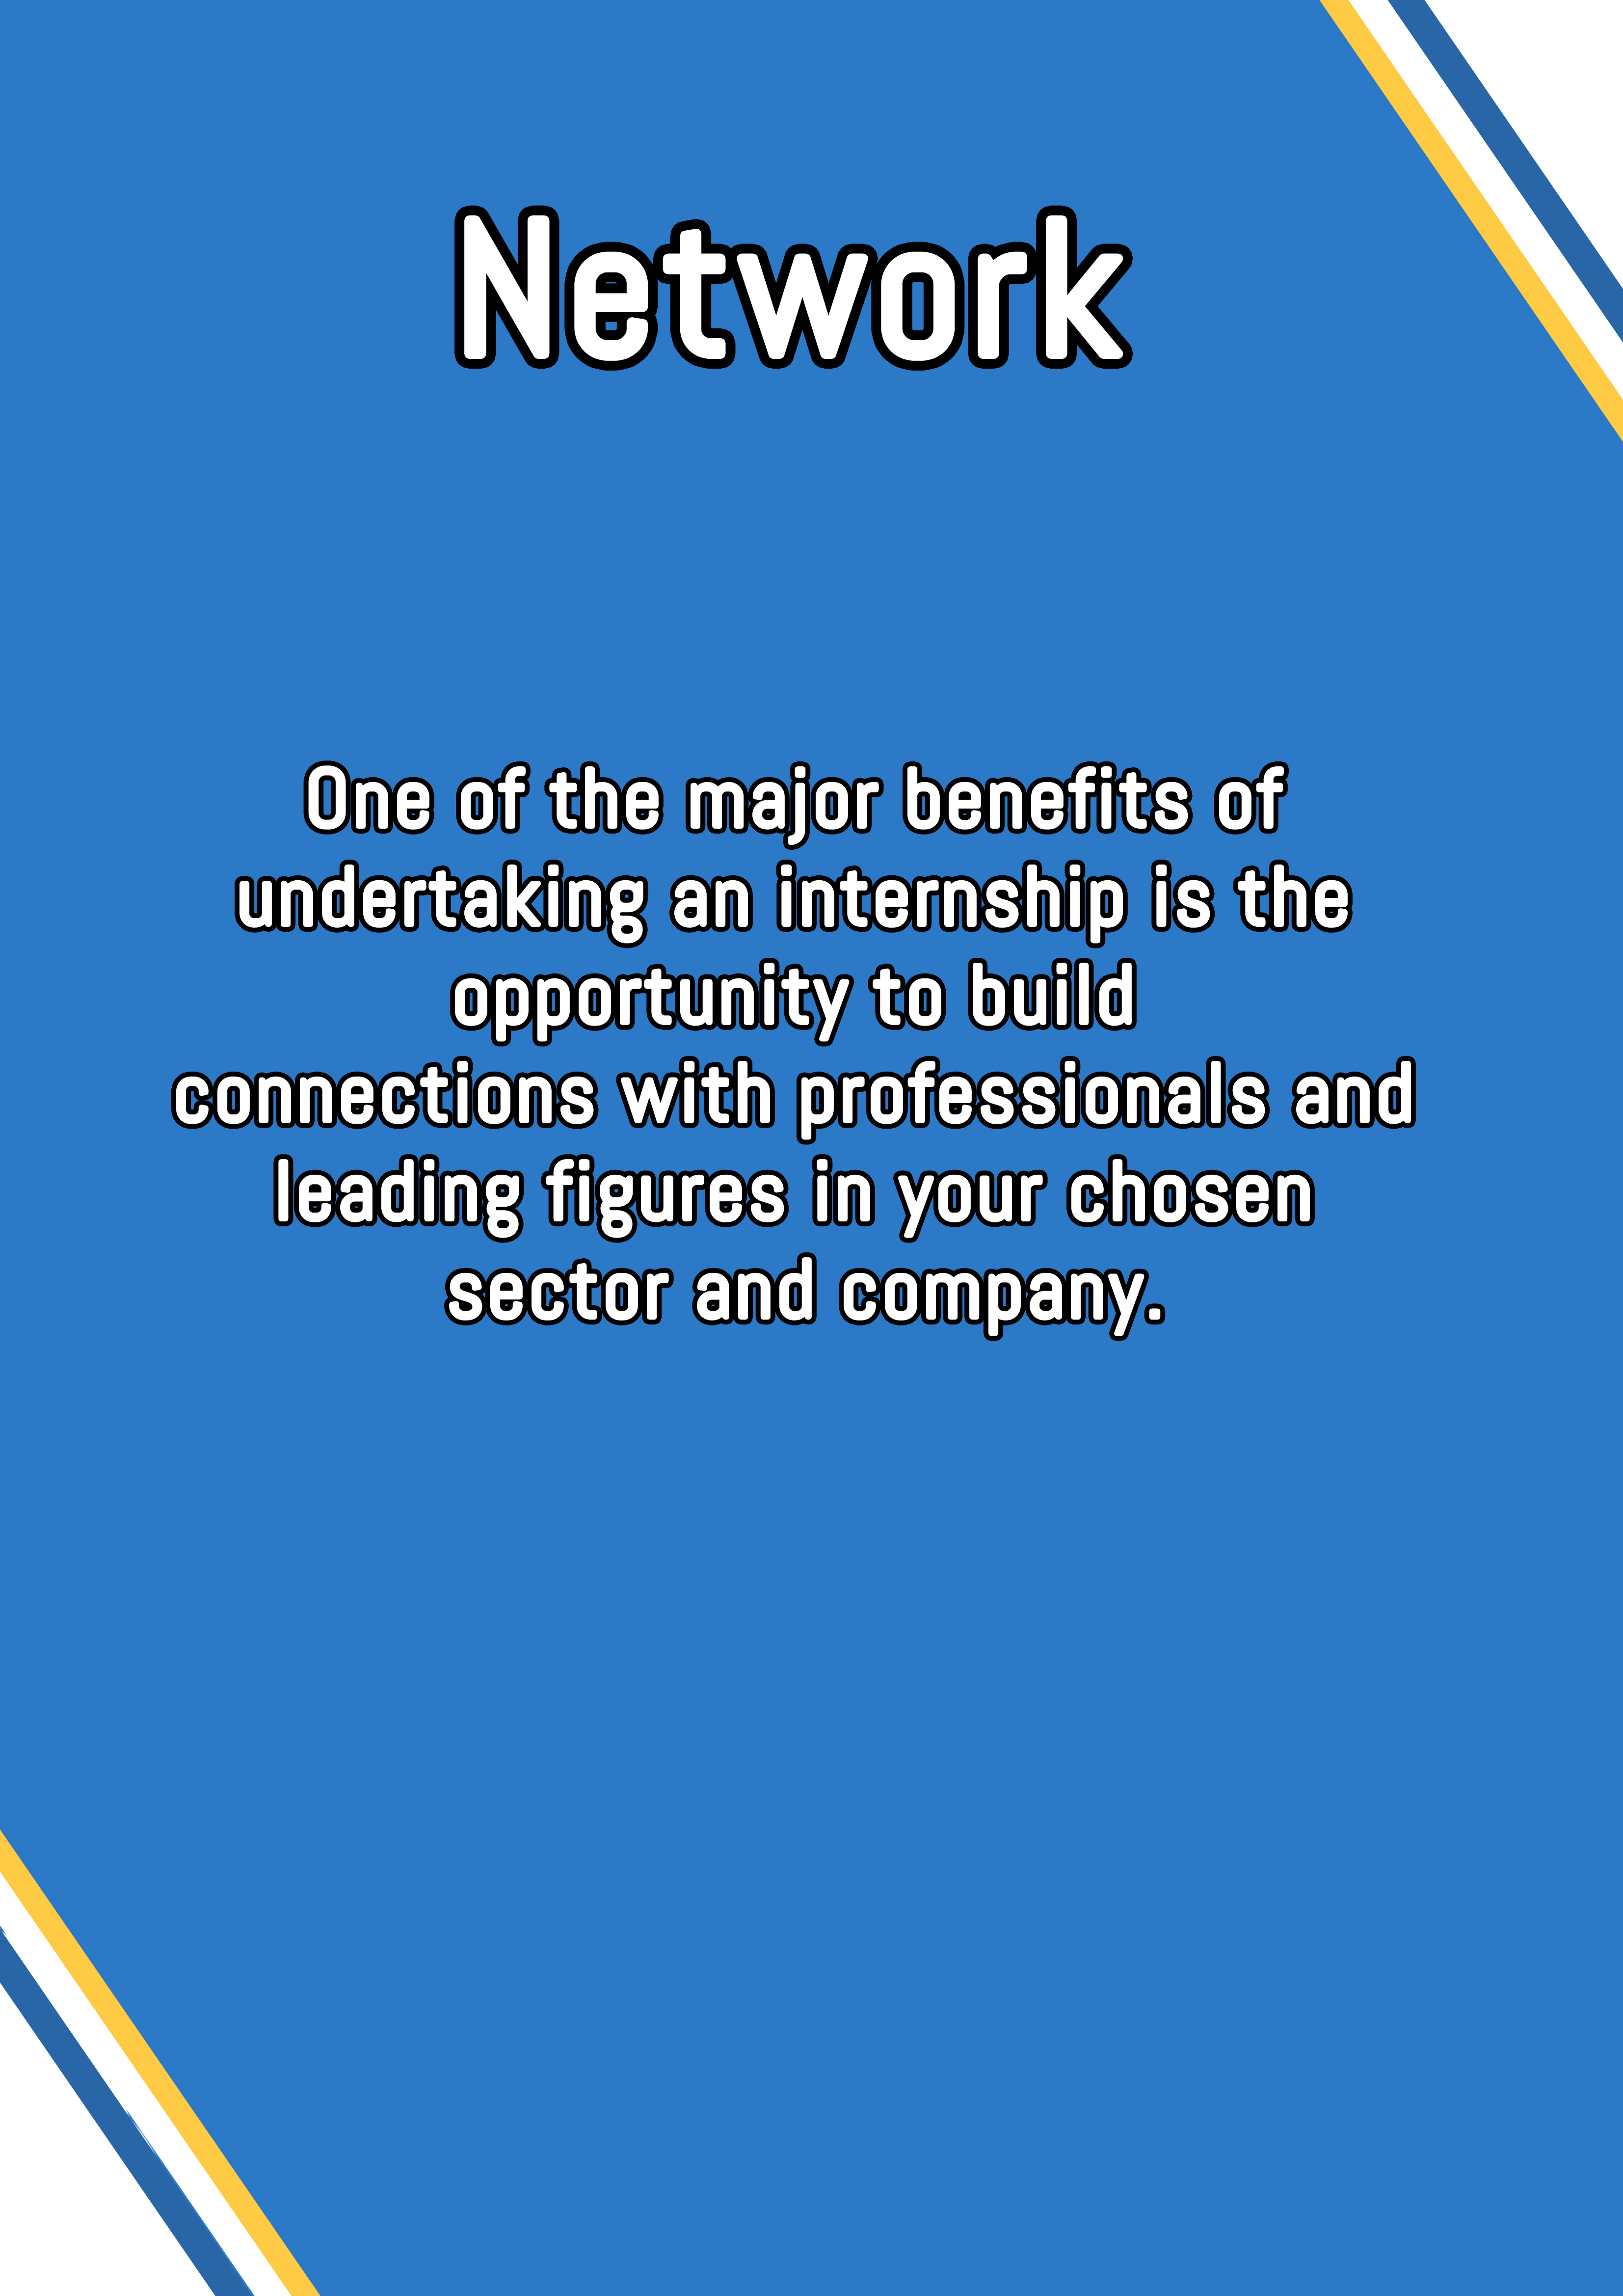 Network
One of the major benefits of
undertaking an internship is the
opportunity to build
connections with professionals and
leading figures in your chosen
sector and company.